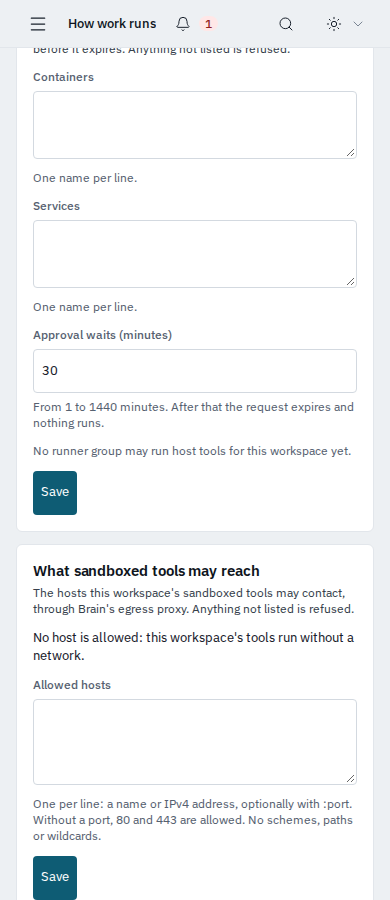 How work runs
1
before it expires. Anything not listed is refused.
Containers
One name per line.
Services
One name per line.
Approval waits (minutes)
30
From 1 to 1440 minutes. After that the request expires and
nothing runs.
No runner group may run host tools for this workspace yet.
Save
What sandboxed tools may reach
The hosts this workspace's sandboxed tools may contact,
through Brain's egress proxy. Anything not listed is refused.
No host is allowed: this workspace's tools run without a
network.
Allowed hosts
One per line: a name or IPv4 address, optionally with :port.
Without a port, 80 and 443 are allowed. No schemes, paths
or wildcards.
Save